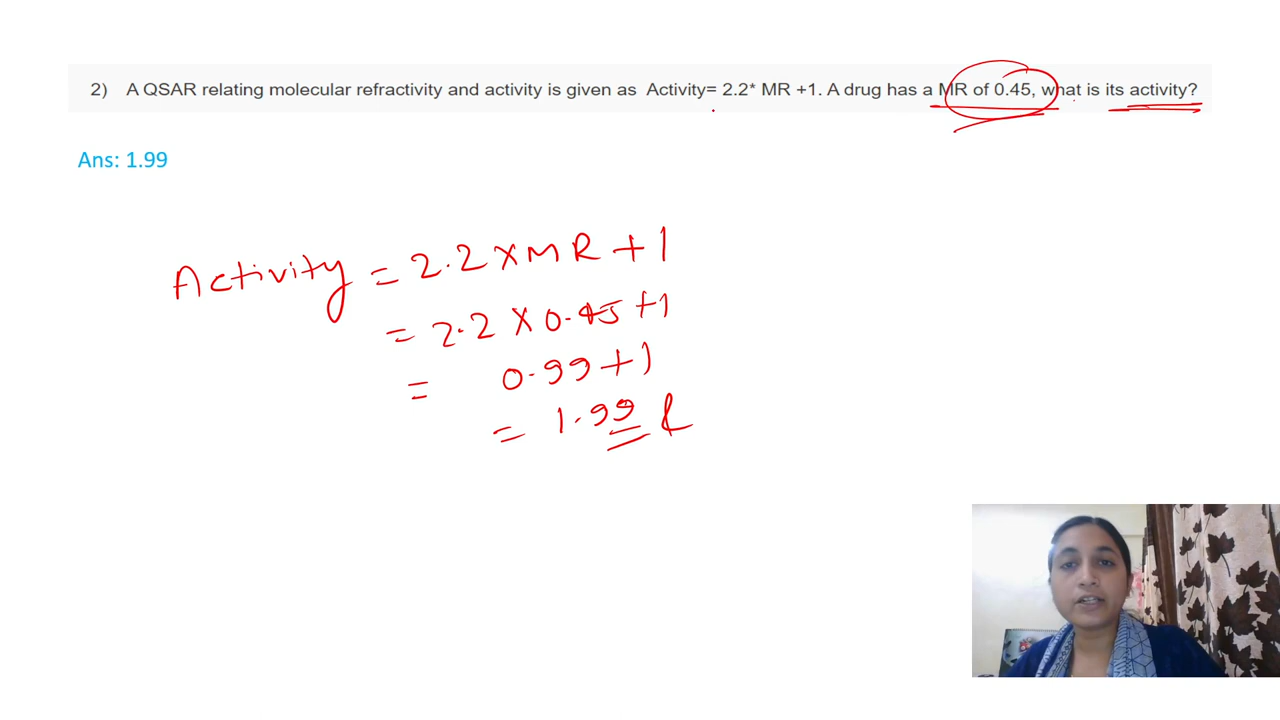 2) A QSAR relating molecular refractivity and activity is given as Activity= 2.2* MR +1. A drug has a MR of 0.45, what is its activity?
Ans: 1.99
Activity = 2.2 X MR + 1
= 2.2 X 0.45 +1
= 0.99 + 1
= 1.99